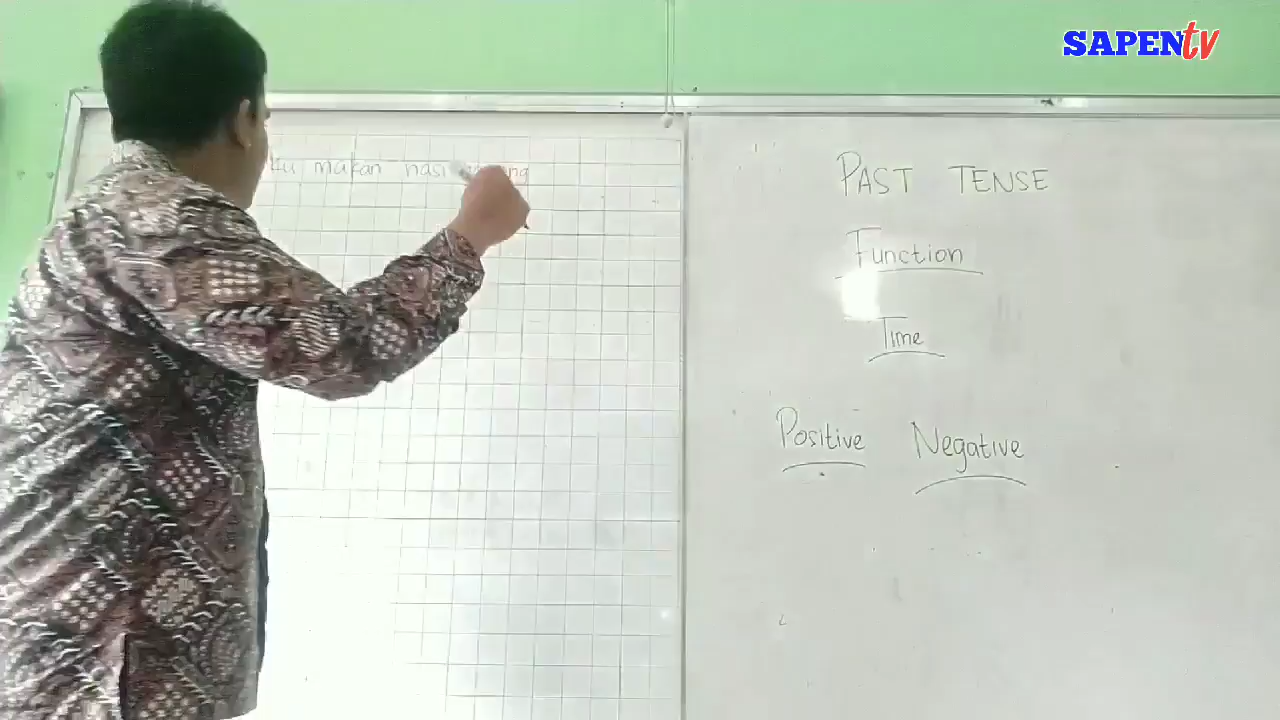 SAPENtv
makan nasi
PAST TENSE
Function
Time
Positive Negative